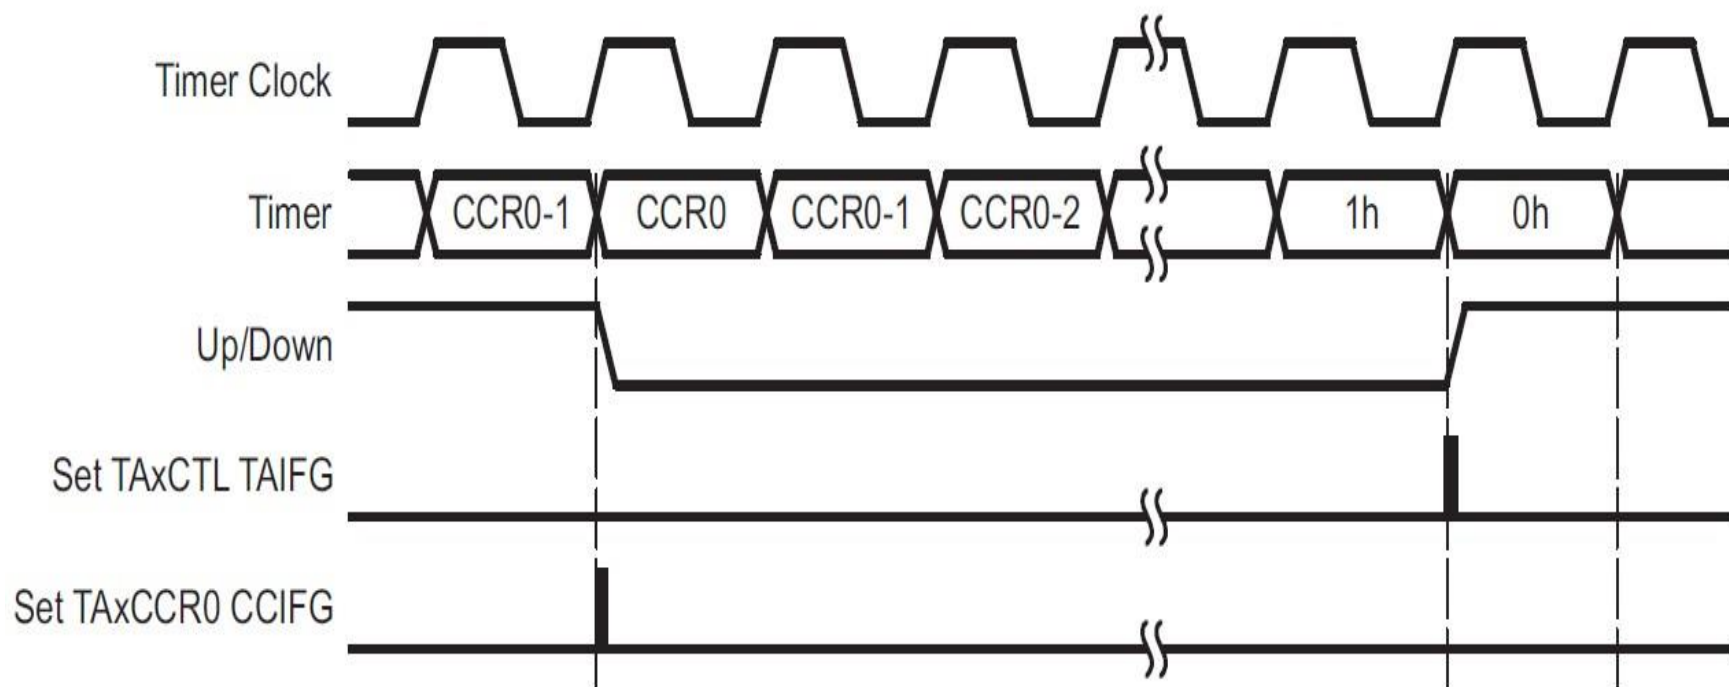 Timer Clock
Timer CCR0-1 CCR0 CCR0-1 CCR0-2 1h 0h
Up/Down
Set TAxCTL TAIFG
Set TAxCCR0 CCIFG